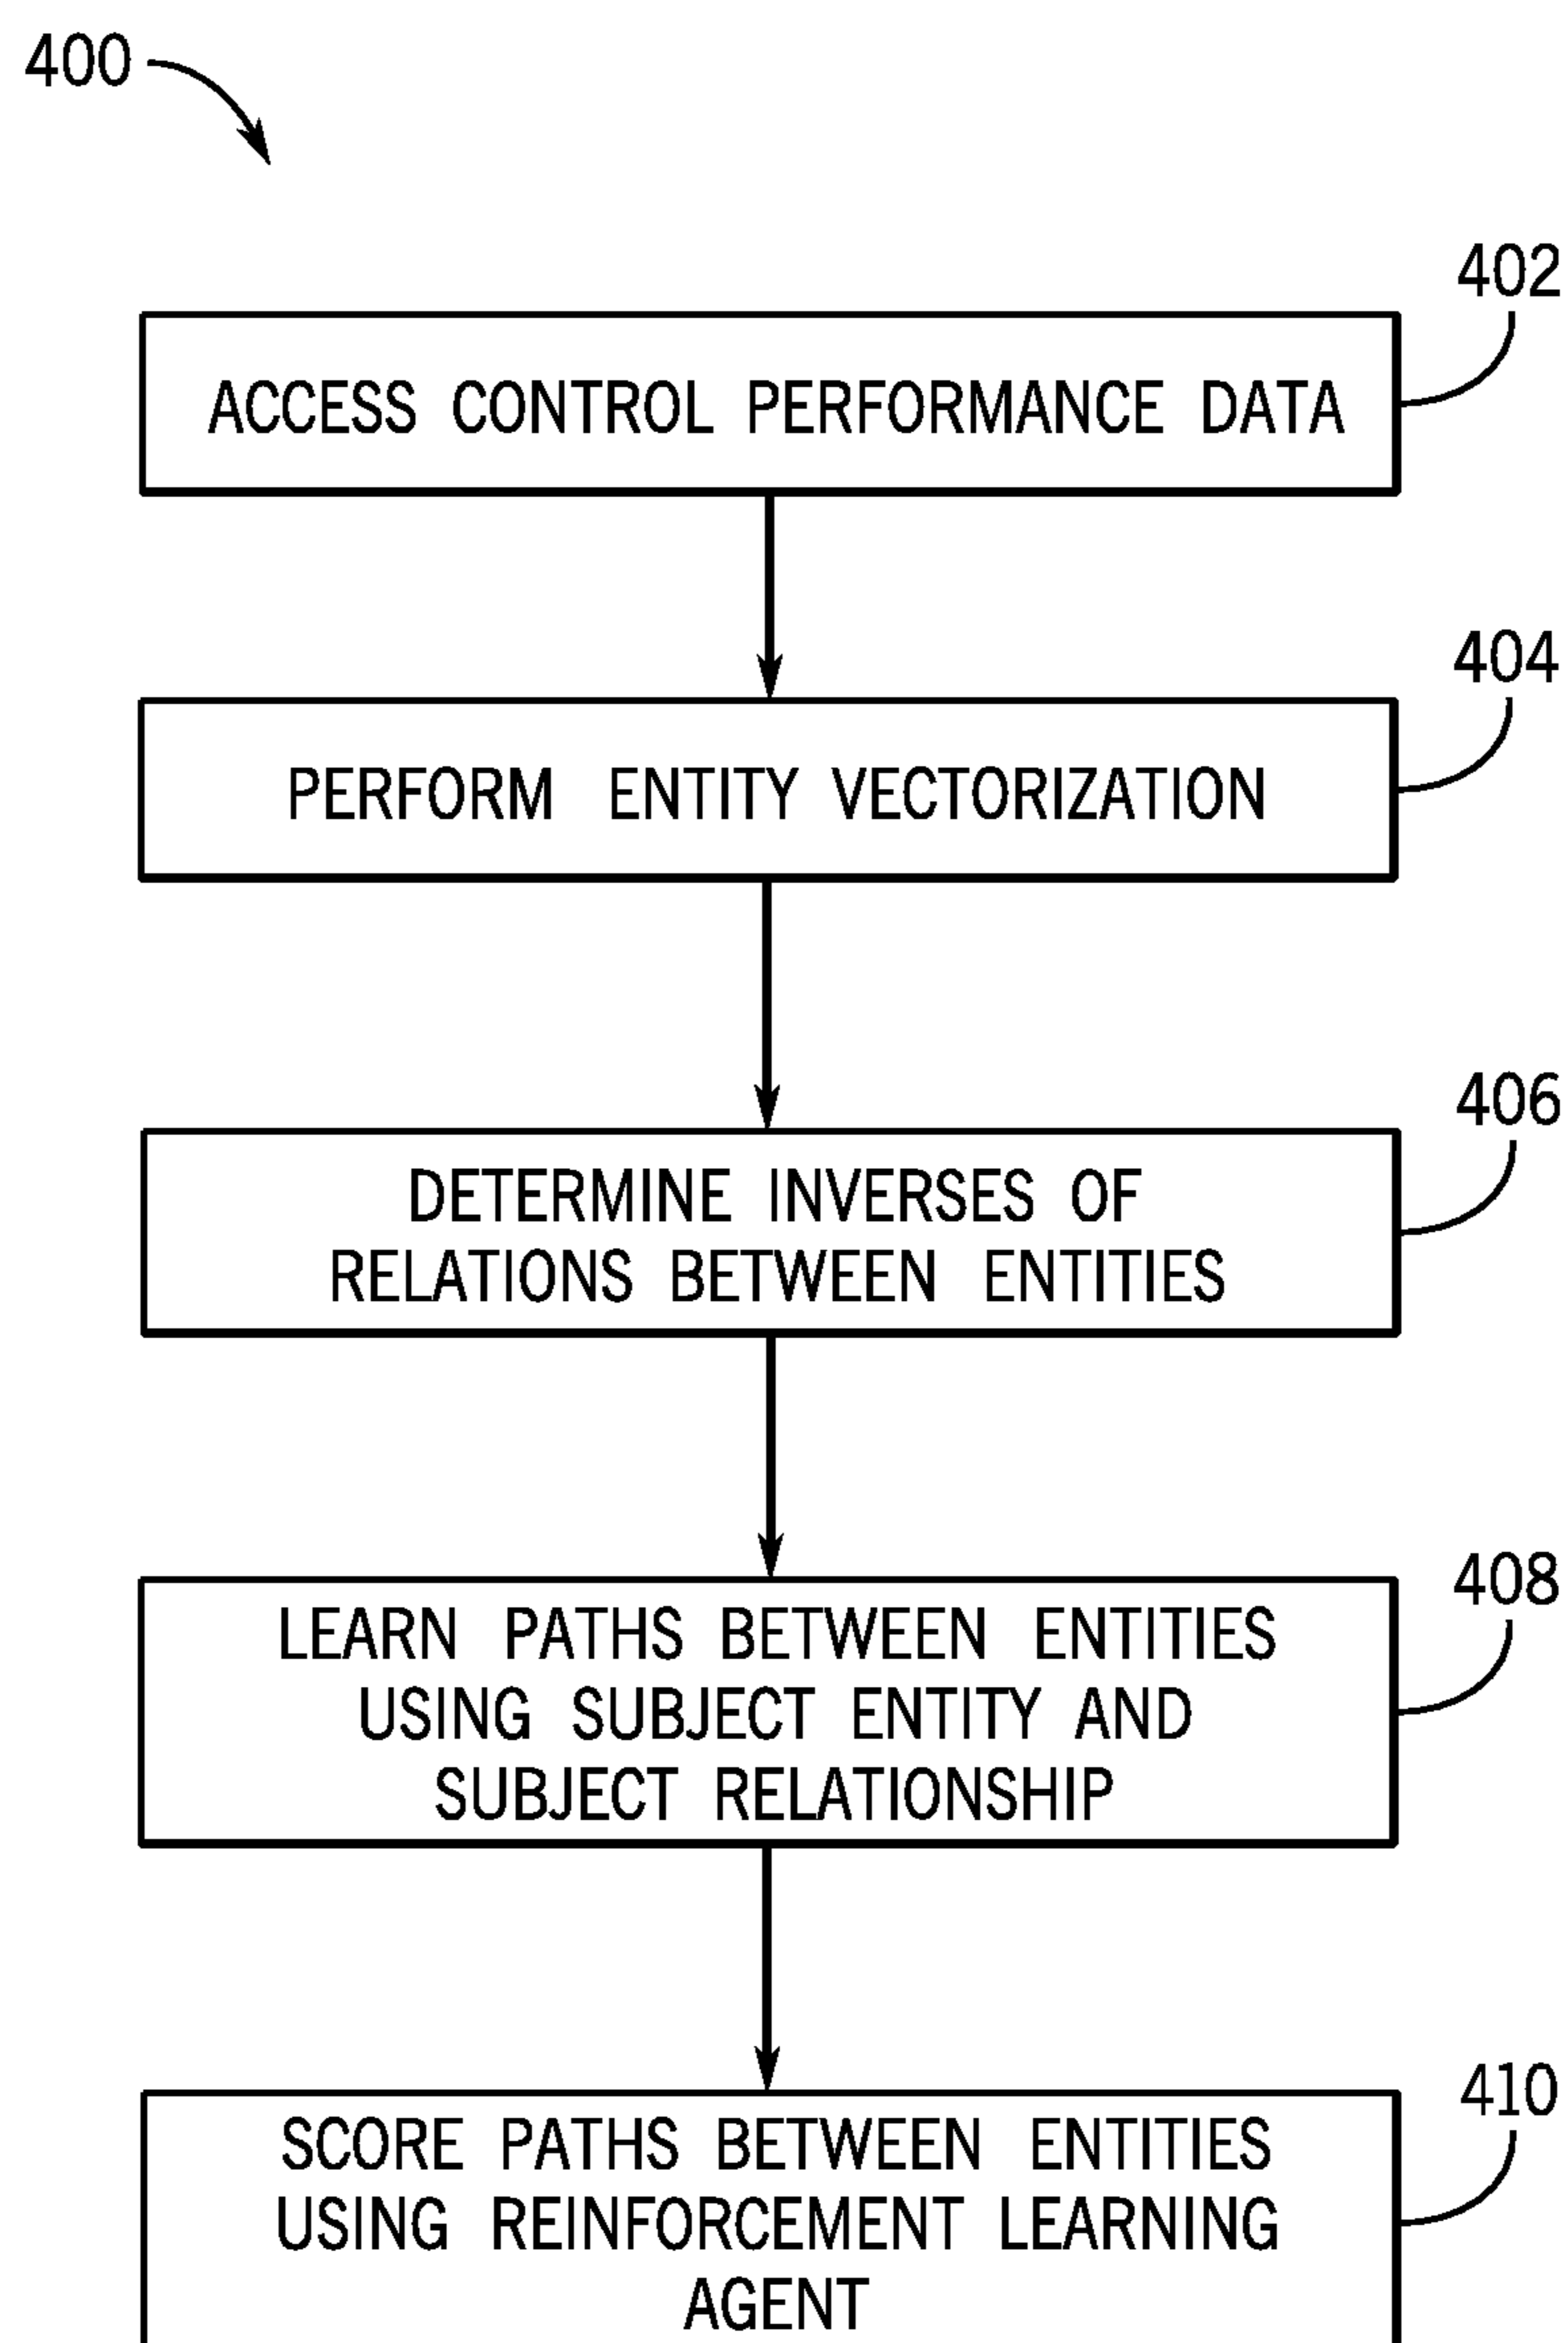 400
402
ACCESS CONTROL PERFORMANCE DATA
404
PERFORM ENTITY VECTORIZATION
406
DETERMINE INVERSES OF
RELATIONS BETWEEN ENTITIES
408
LEARN PATHS BETWEEN ENTITIES
USING SUBJECT ENTITY AND
SUBJECT RELATIONSHIP
410
SCORE PATHS BETWEEN ENTITIES
USING REINFORCEMENT LEARNING
AGENT